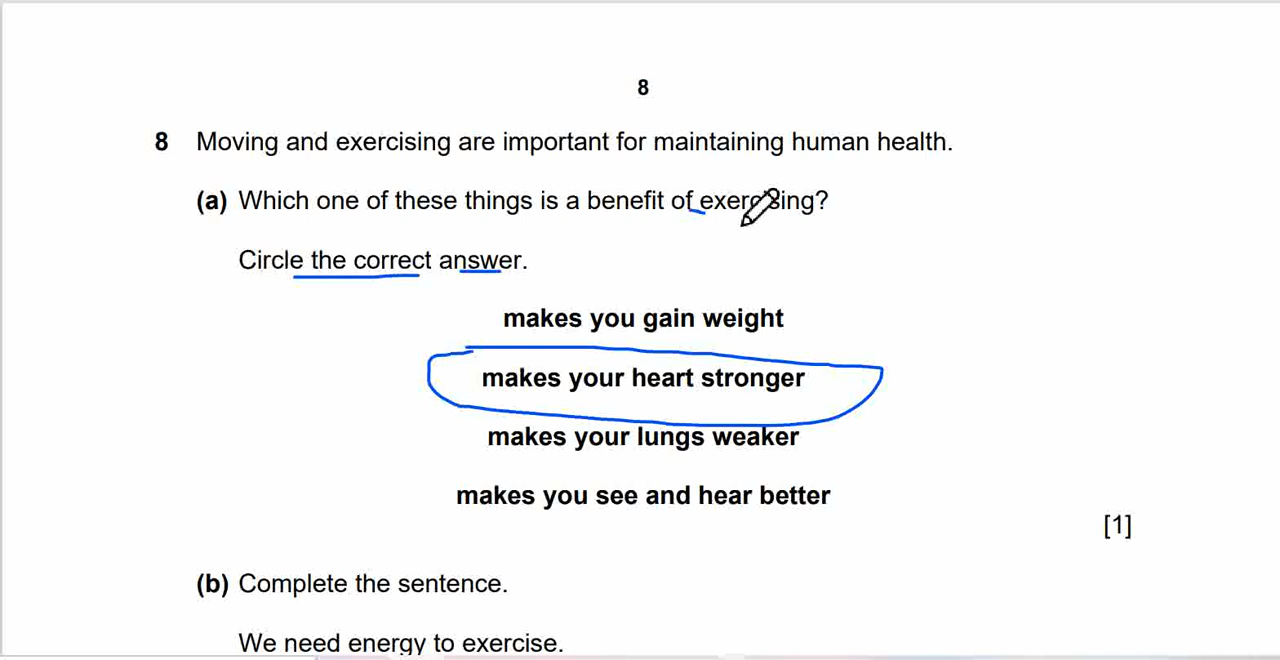 8
8 Moving and exercising are important for maintaining human health.
(a) Which one of these things is a benefit of exercising?
Circle the correct answer.
makes you gain weight
makes your heart stronger
makes your lungs weaker
makes you see and hear better
[1]
(b) Complete the sentence.
We need energy to exercise.